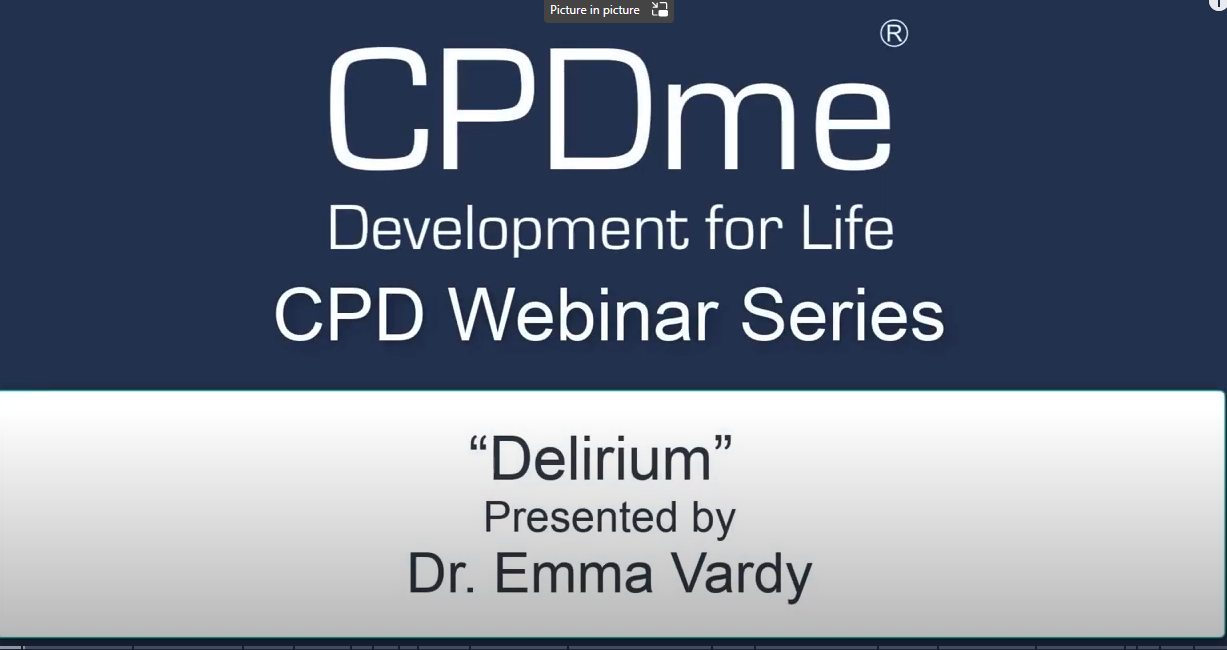 Picture in picture
CPDme®
Development for Life
CPD Webinar Series
“Delirium”
Presented by
Dr. Emma Vardy